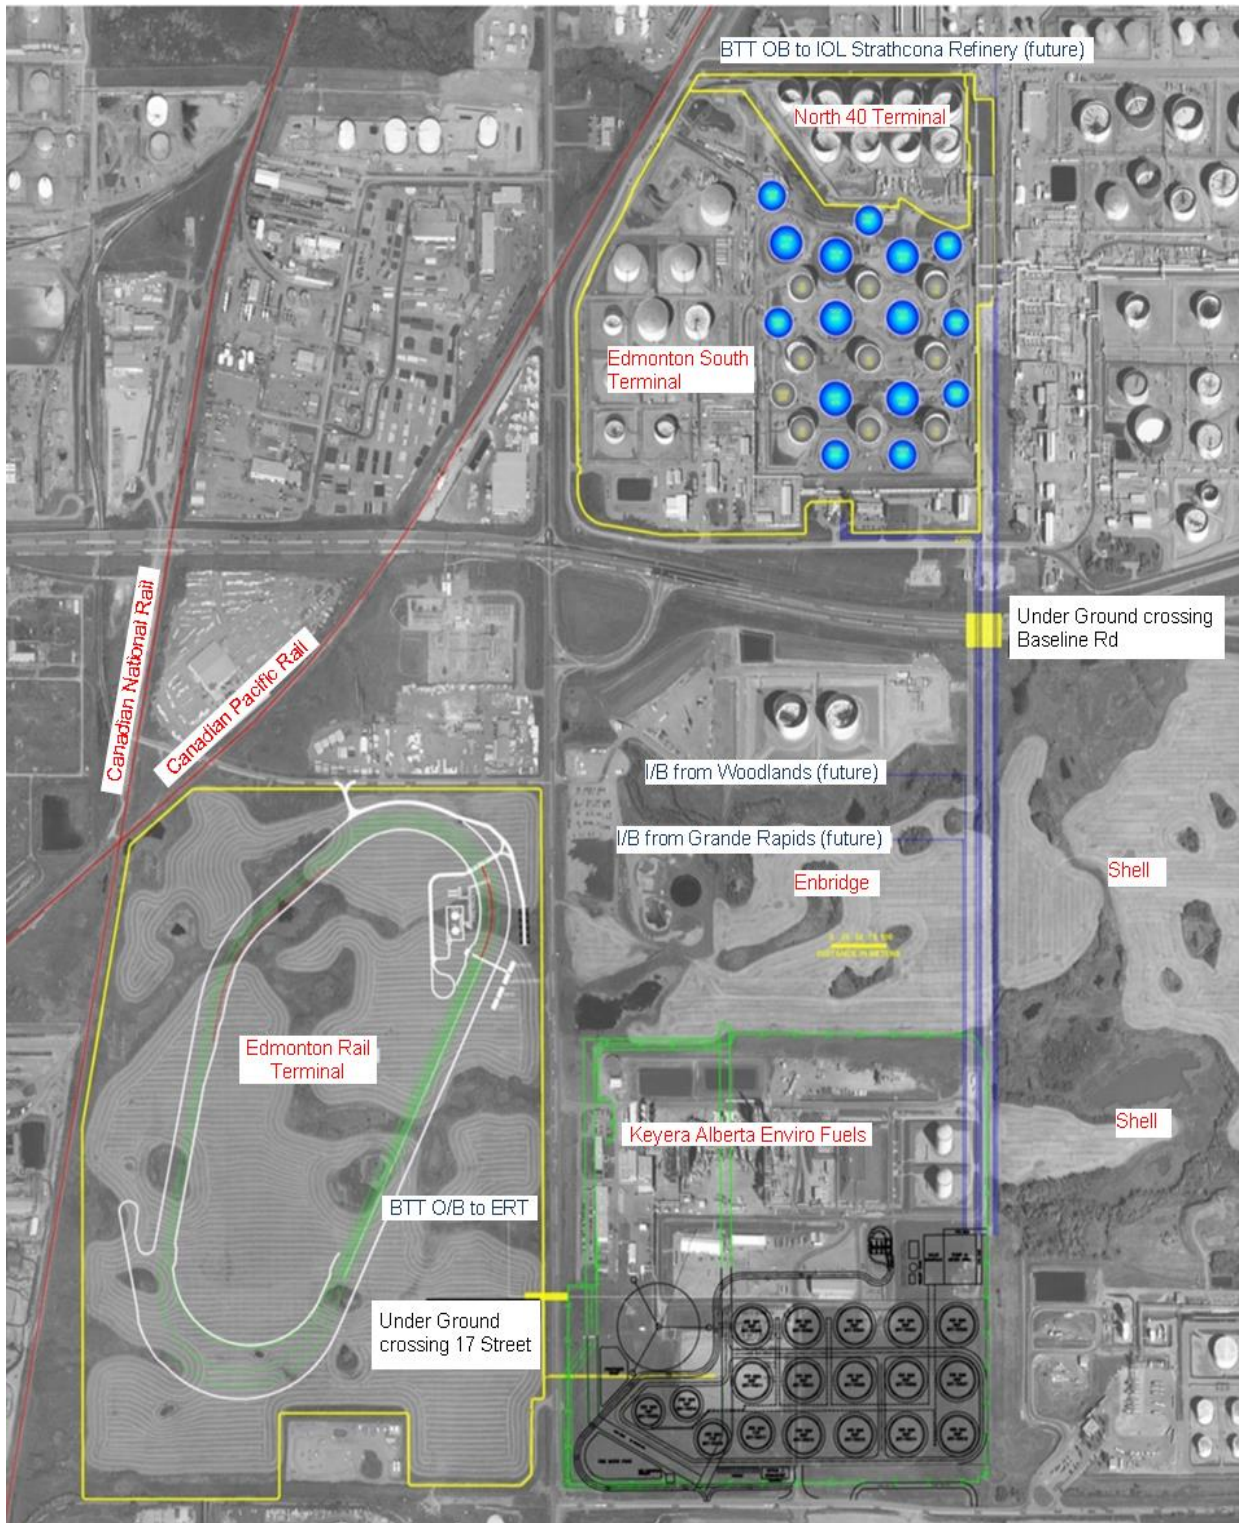 BTT OB to IOL Strathcona Refinery (future)
North 40 Terminal
Edmonton South
Terminal
Canadian National Rail
Canadian Pacific Rail
Under Ground crossing
Baseline Rd
I/B from Woodlands (future)
I/B from Grande Rapids (future)
Enbridge
Shell
Edmonton Rail
Terminal
Keyera Alberta Enviro Fuels
Shell
BTT O/B to ERT
Under Ground
crossing 17 Street